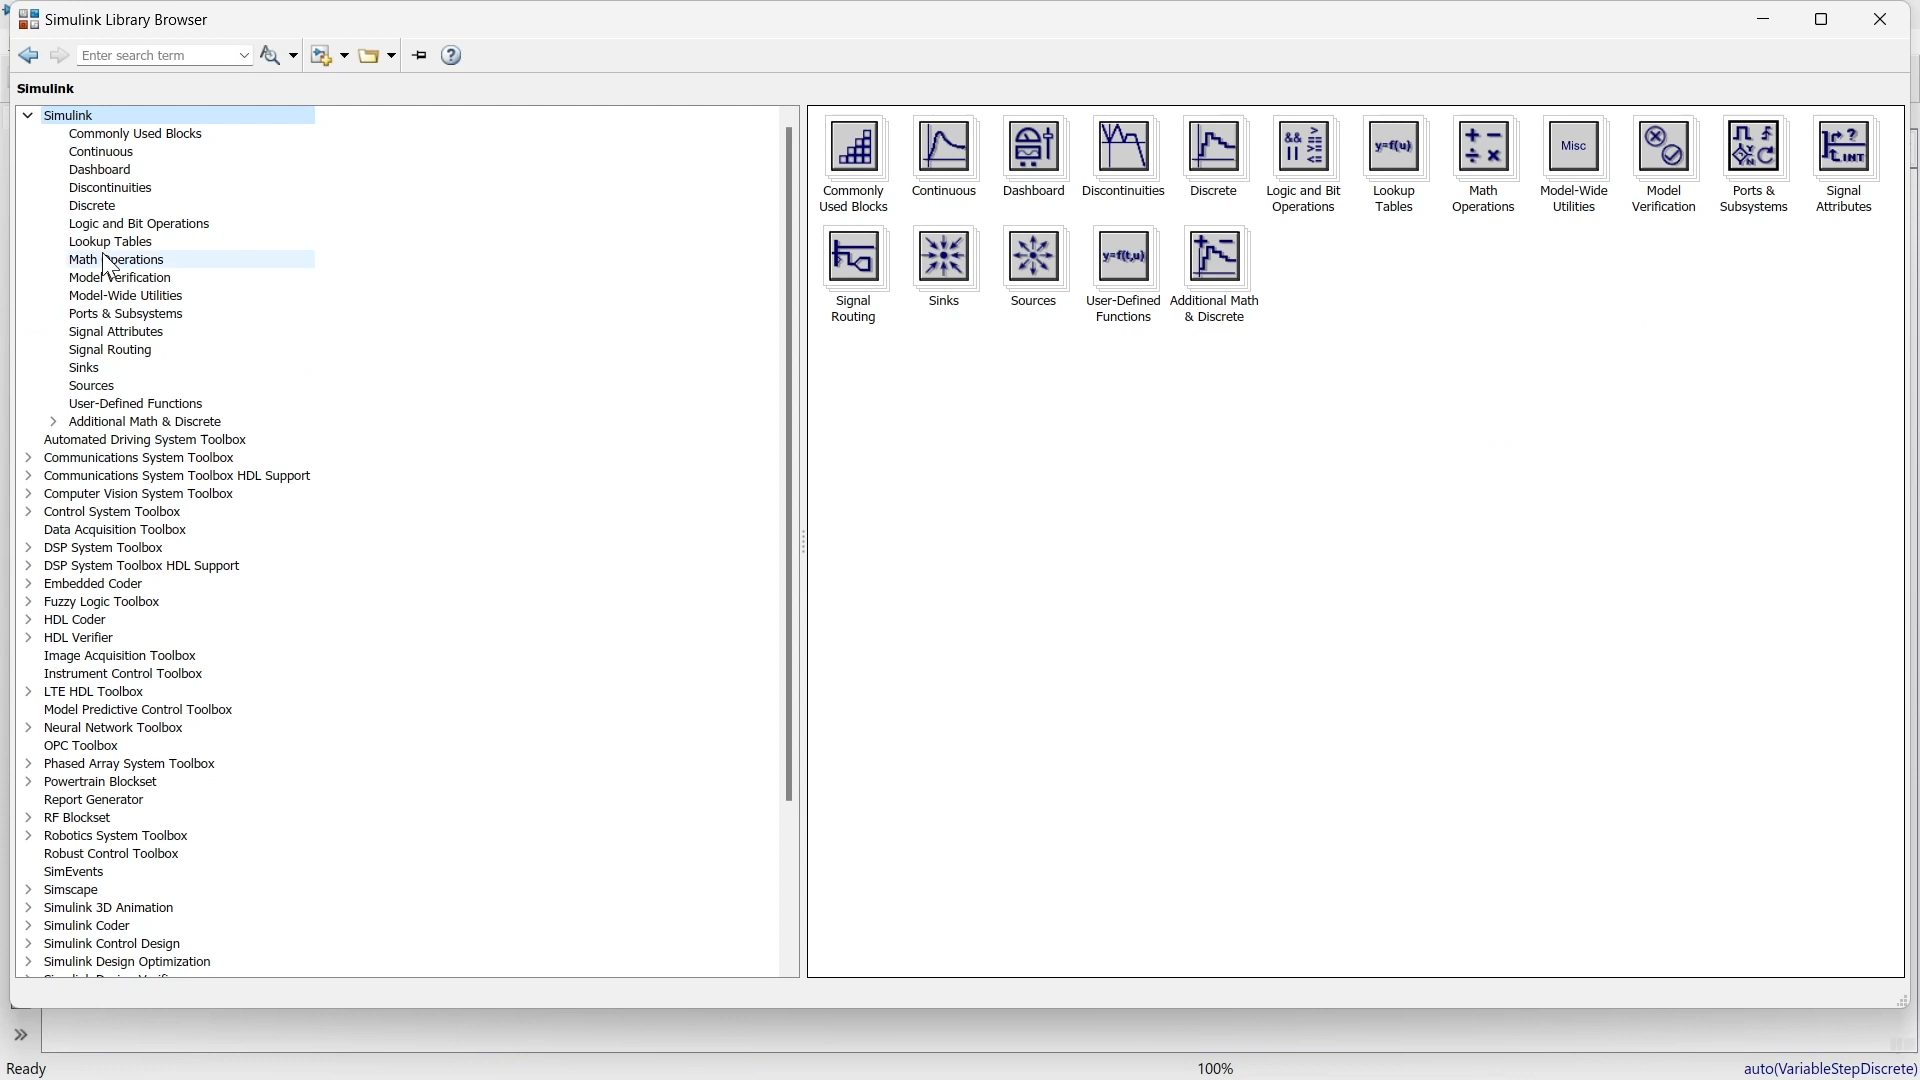 Simulink Library Browser
Enter search term
Simulink
Simulink
Commonly Used Blocks
Continuous
Dashboard
Discontinuities
Discrete
Logic and Bit Operations
Lookup Tables
Math Operations
Model Verification
Model-Wide Utilities
Ports & Subsystems
Signal Attributes
Signal Routing
Sinks
Sources
User-Defined Functions
Additional Math & Discrete
Automated Driving System Toolbox
Communications System Toolbox
Communications System Toolbox HDL Support
Computer Vision System Toolbox
Control System Toolbox
Data Acquisition Toolbox
DSP System Toolbox
DSP System Toolbox HDL Support
Embedded Coder
Fuzzy Logic Toolbox
HDL Coder
HDL Verifier
Image Acquisition Toolbox
Instrument Control Toolbox
LTE HDL Toolbox
Model Predictive Control Toolbox
Neural Network Toolbox
OPC Toolbox
Phased Array System Toolbox
Powertrain Blockset
Report Generator
RF Blockset
Robotics System Toolbox
Robust Control Toolbox
SimEvents
Simscape
Simulink 3D Animation
Simulink Coder
Simulink Control Design
Simulink Design Optimization
&& > || >= <=
y=f(u)
+ − ÷ ×
Misc
? INT
Commonly Continuous Dashboard Discontinuities Discrete Logic and Bit Lookup Math Model-Wide Model Ports & Signal
Used Blocks Operations Tables Operations Utilities Verification Subsystems Attributes
y=f(t,u)
+ −
Signal Sinks Sources User-Defined Additional Math
Routing Functions & Discrete
Ready 100% auto(VariableStepDiscrete)